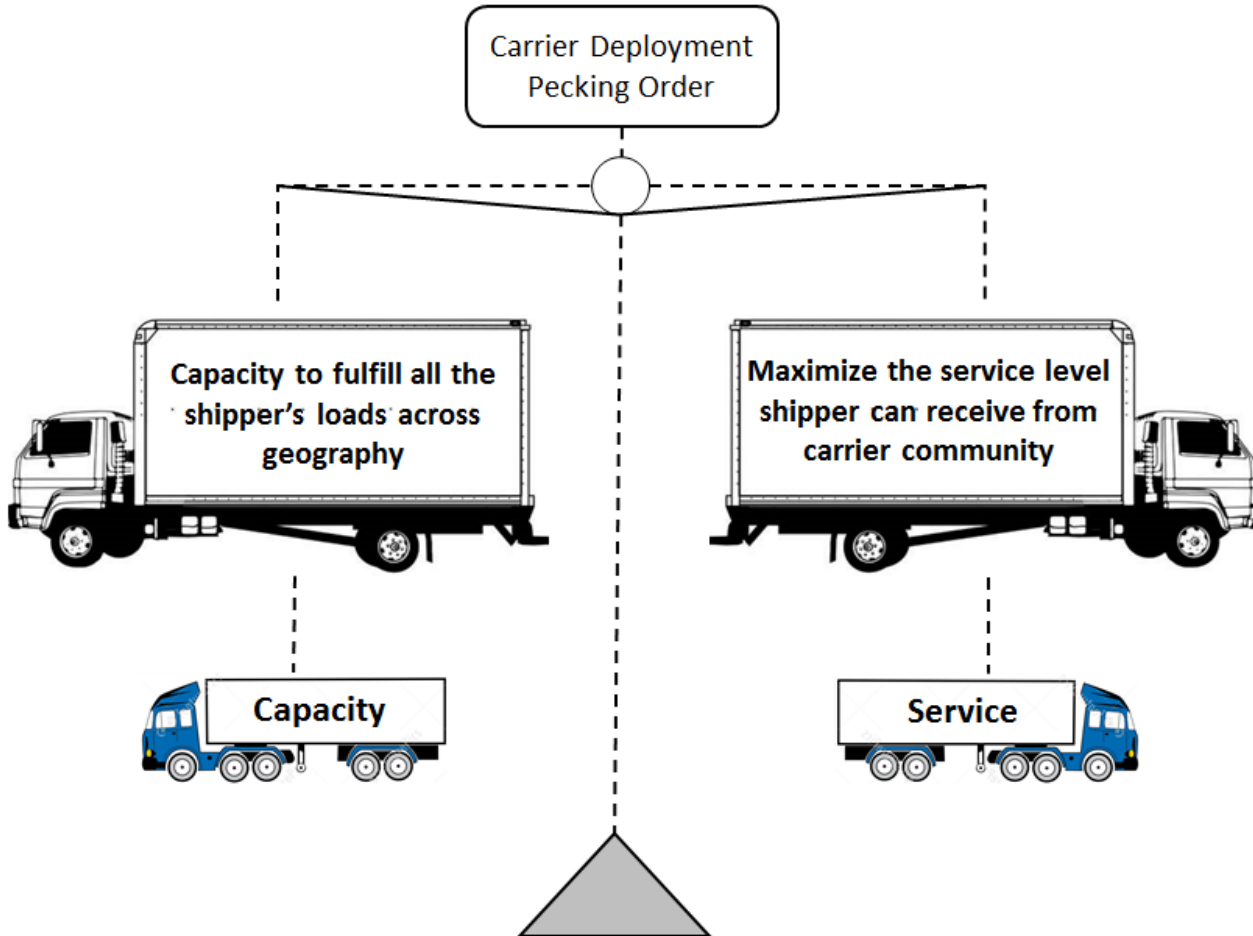 Carrier Deployment
Pecking Order
Capacity to fulfill all the
shipper's loads across
geography
Maximize the service level
shipper can receive from
carrier community
Capacity
Service